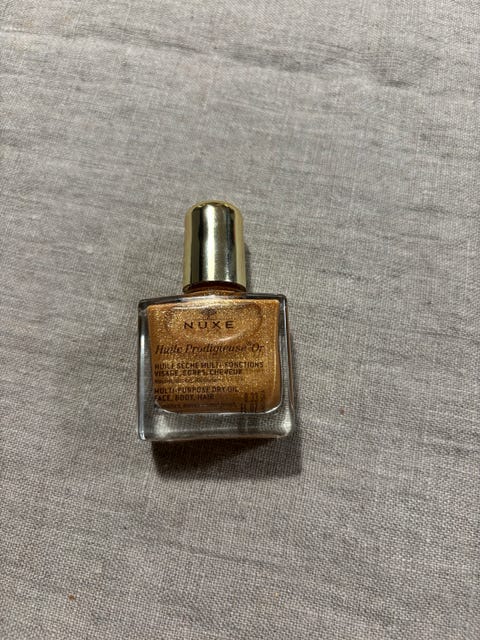 NUXE
Huile Prodigieuse Or
HUILE SÈCHE MULTI-FONCTIONS
VISAGE, CORPS, CHEVEUX
MULTI-PURPOSE DRY OIL
FACE, BODY, HAIR